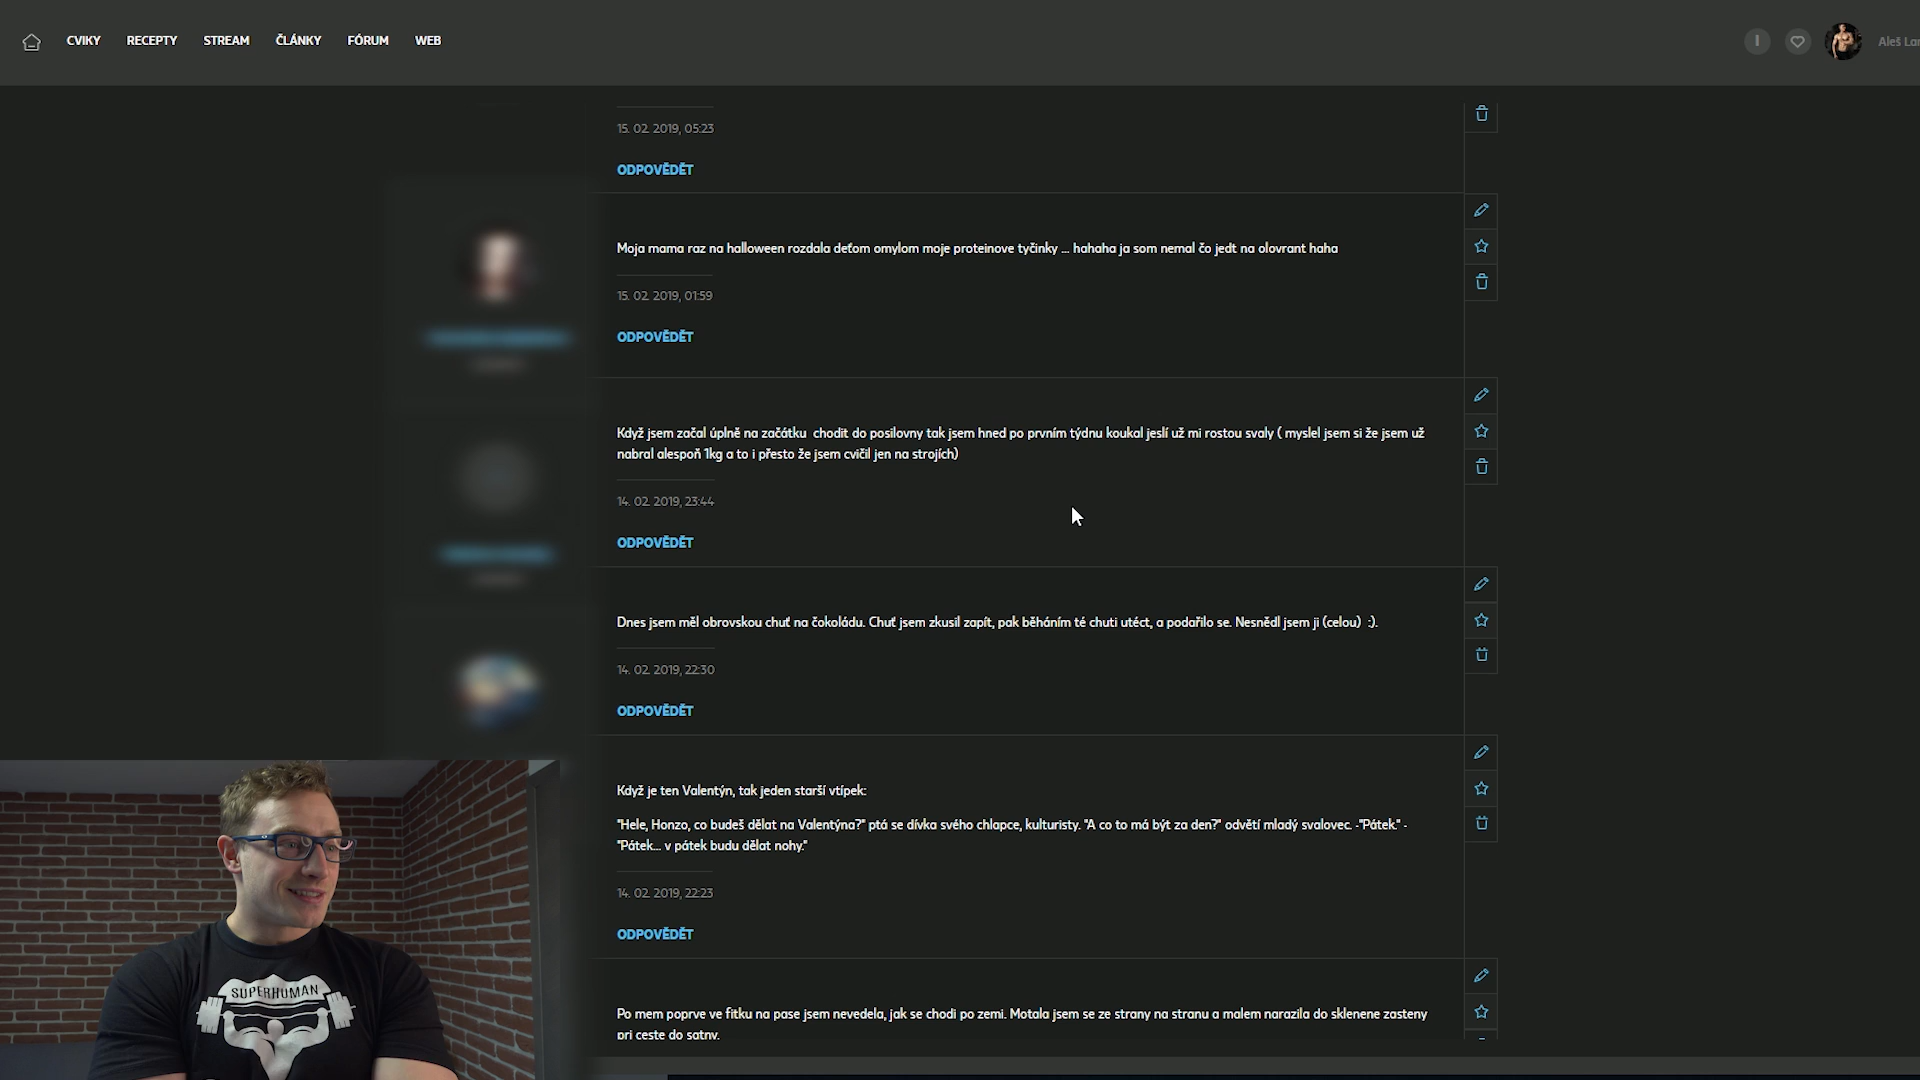 CVIKY RECEPTY STREAM ČLÁNKY FÓRUM WEB
Aleš Lan
15. 02. 2019, 05:23
ODPOVĚDĚT
Moja mama raz na halloween rozdala deťom omylom moje proteinove tyčinky ... hahaha ja som nemal čo jedt na olovrant haha
15. 02. 2019, 01:59
ODPOVĚDĚT
Když jsem začal úplně na začátku chodit do posilovny tak jsem hned po prvním týdnu koukal jeslí už mi rostou svaly ( myslel jsem si že jsem už
nabral alespoň 1kg a to i přesto že jsem cvičil jen na strojích)
14. 02. 2019, 23:44
ODPOVĚDĚT
Dnes jsem měl obrovskou chuť na čokoládu. Chuť jsem zkusil zapít, pak běháním té chuti utéct, a podařilo se. Nesnědl jsem ji (celou) :).
14. 02. 2019, 22:30
ODPOVĚDĚT
Když je ten Valentýn, tak jeden starší vtípek:
"Hele, Honzo, co budeš dělat na Valentýna?" ptá se dívka svého chlapce, kulturisty. "A co to má být za den?" odvětí mladý svalovec. -"Pátek." -
"Pátek... v pátek budu dělat nohy."
14. 02. 2019, 22:23
ODPOVĚDĚT
Po mem poprve ve fitku na pase jsem nevedela, jak se chodi po zemi. Motala jsem se ze strany na stranu a malem narazila do sklenene zasteny
pri ceste do satny.
SUPERHUMAN